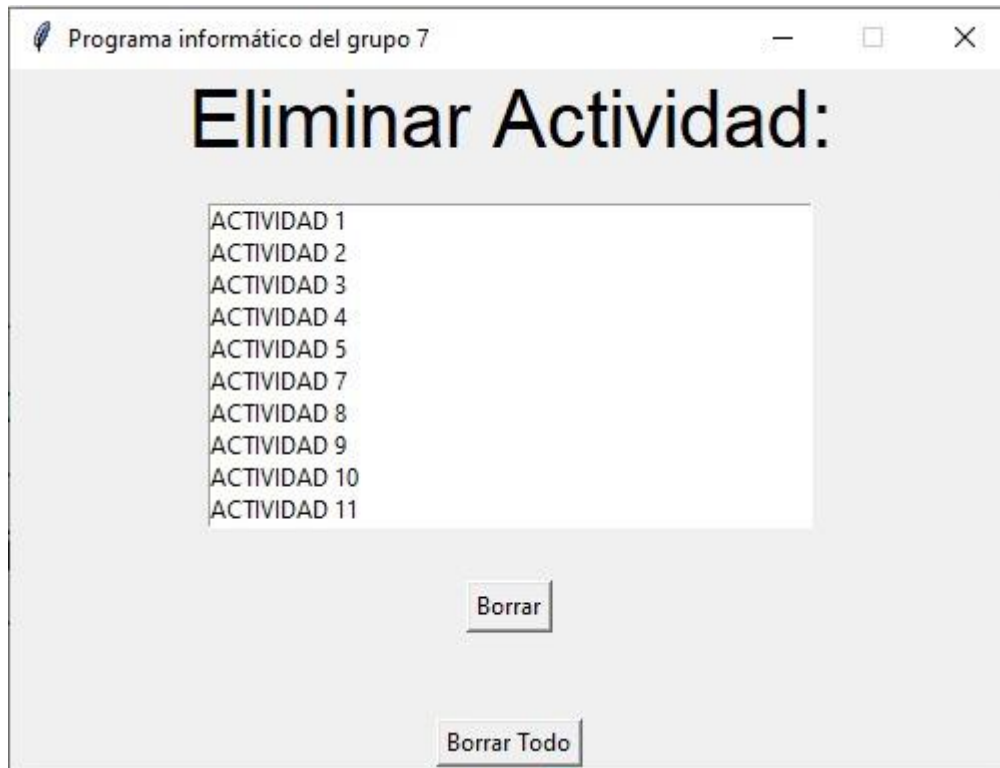 Programa informático del grupo 7
Eliminar Actividad:
ACTIVIDAD 1
ACTIVIDAD 2
ACTIVIDAD 3
ACTIVIDAD 4
ACTIVIDAD 5
ACTIVIDAD 7
ACTIVIDAD 8
ACTIVIDAD 9
ACTIVIDAD 10
ACTIVIDAD 11
Borrar
Borrar Todo